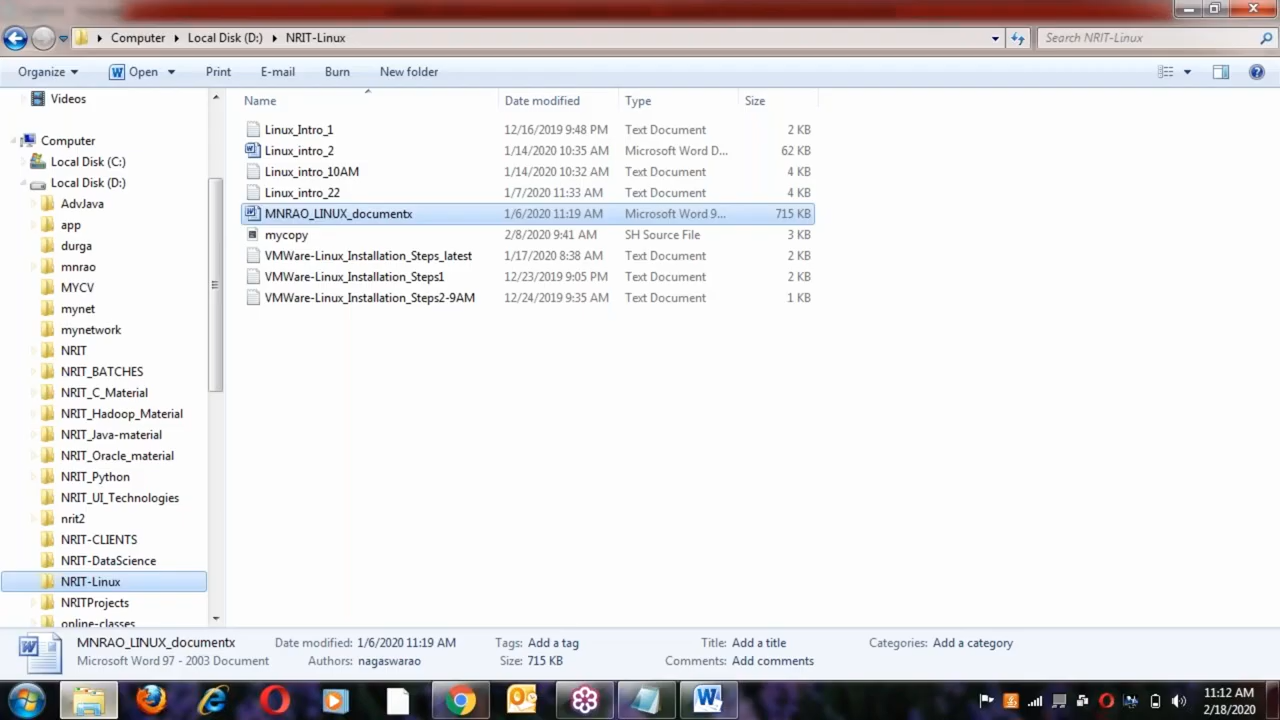 Computer Local Disk (D:) NRIT-Linux Search NRIT-Linux
Organize Open Print E-mail Burn New folder
Videos
Computer
Local Disk (C:)
Local Disk (D:)
AdvJava
app
durga
mnrao
MYCV
mynet
mynetwork
NRIT
NRIT_BATCHES
NRIT_C_Material
NRIT_Hadoop_Material
NRIT_Java-material
NRIT_Oracle_material
NRIT_Python
NRIT_UI_Technologies
nrit2
NRIT-CLIENTS
NRIT-DataScience
NRIT-Linux
NRITProjects
online-classes
Name Date modified Type Size
Linux_Intro_1 12/16/2019 9:48 PM Text Document 2 KB
Linux_intro_2 1/14/2020 10:35 AM Microsoft Word D... 62 KB
Linux_intro_10AM 1/14/2020 10:32 AM Text Document 4 KB
Linux_intro_22 1/7/2020 11:33 AM Text Document 4 KB
MNRAO_LINUX_documentx 1/6/2020 11:19 AM Microsoft Word 9... 715 KB
mycopy 2/8/2020 9:41 AM SH Source File 3 KB
VMWare-Linux_Installation_Steps_latest 1/17/2020 8:38 AM Text Document 2 KB
VMWare-Linux_Installation_Steps1 12/23/2019 9:05 PM Text Document 2 KB
VMWare-Linux_Installation_Steps2-9AM 12/24/2019 9:35 AM Text Document 1 KB
MNRAO_LINUX_documentx Date modified: 1/6/2020 11:19 AM Tags: Add a tag Title: Add a title Categories: Add a category
Microsoft Word 97 - 2003 Document Authors: nagaswarao Size: 715 KB Comments: Add comments
11:12 AM
2/18/2020